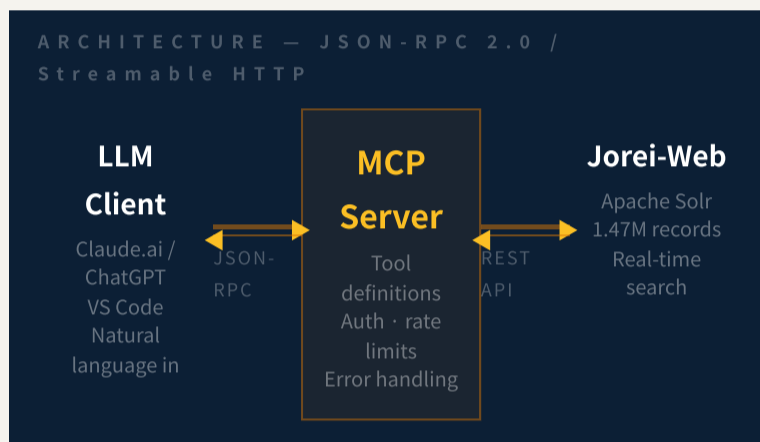 ARCHITECTURE — JSON-RPC 2.0 /
Streamable HTTP
LLM
Client
Claude.ai /
ChatGPT
VS Code
Natural
language in
JSON-
RPC
MCP
Server
Tool
definitions
Auth · rate
limits
Error handling
REST
API
Jorei-Web
Apache Solr
1.47M records
Real-time
search